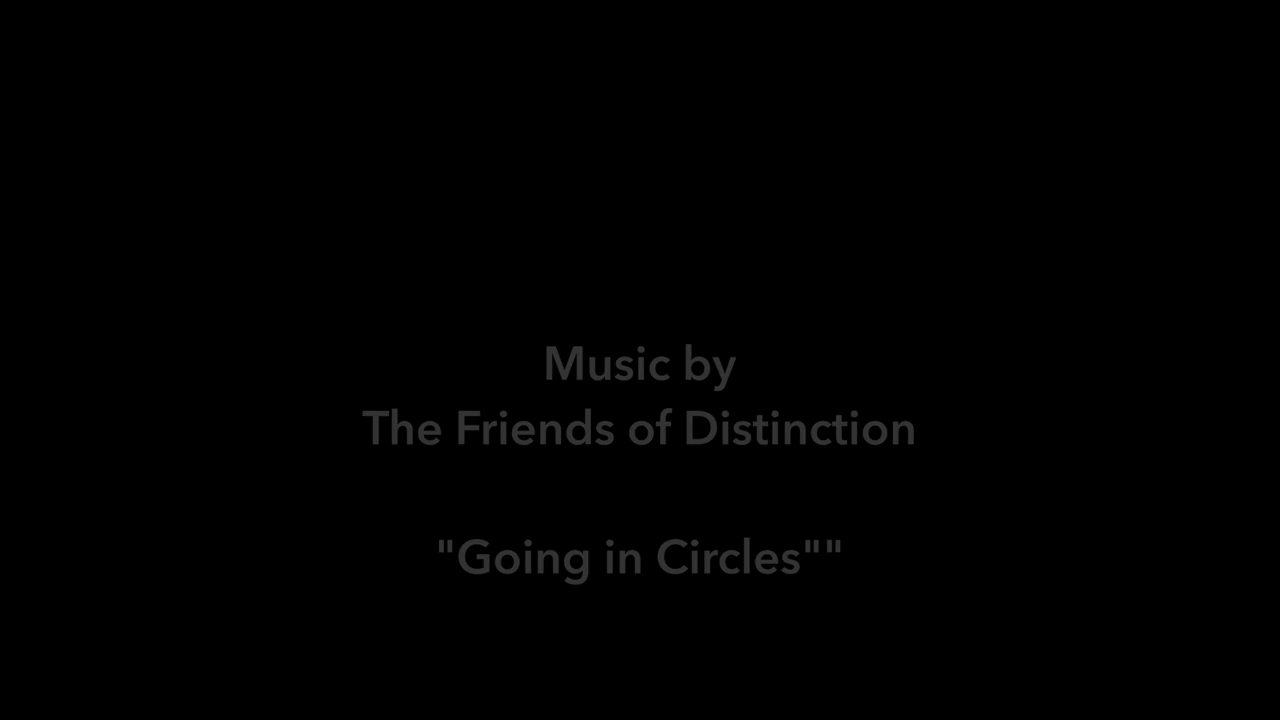 Music by
The Friends of Distinction
"Going in Circles""